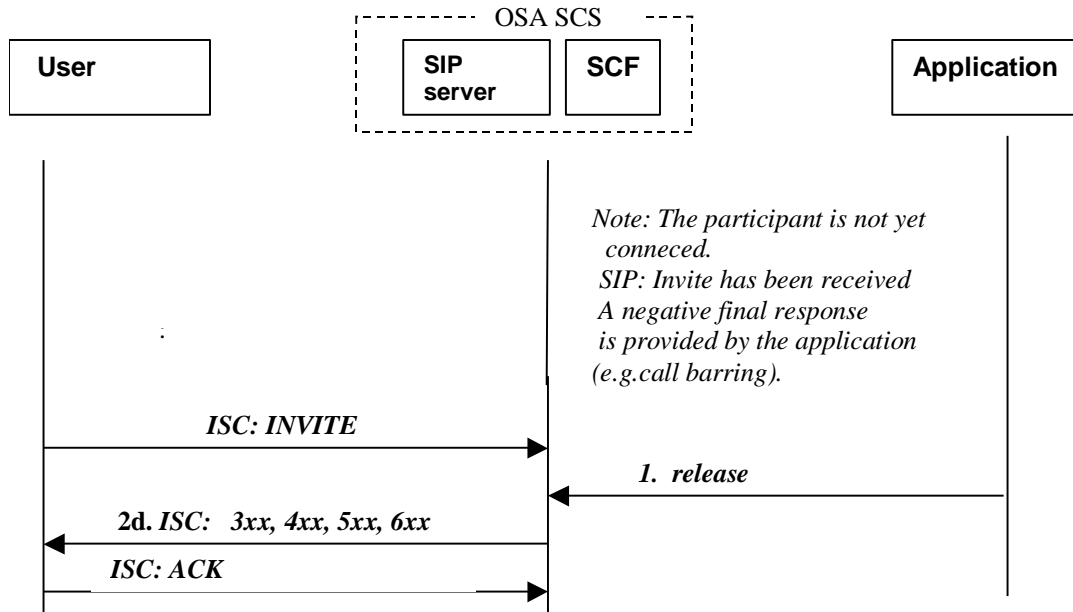 OSA SCS
User
SIP
server
SCF
Application
Note: The participant is not yet
conneced.
SIP: Invite has been received
A negative final response
is provided by the application
(e.g.call barring).
:
ISC: INVITE
1. release
2d. ISC: 3xx, 4xx, 5xx, 6xx
ISC: ACK